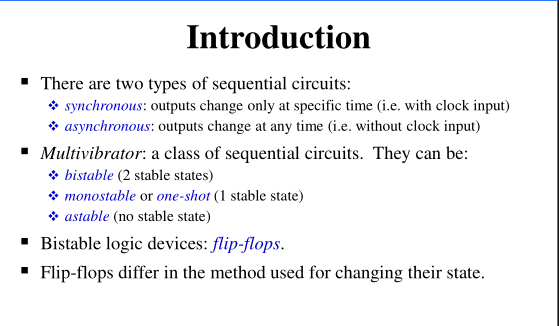 Introduction
There are two types of sequential circuits:
synchronous: outputs change only at specific time (i.e. with clock input)
asynchronous: outputs change at any time (i.e. without clock input)
Multivibrator: a class of sequential circuits. They can be:
bistable (2 stable states)
monostable or one-shot (1 stable state)
astable (no stable state)
Bistable logic devices: flip-flops.
Flip-flops differ in the method used for changing their state.